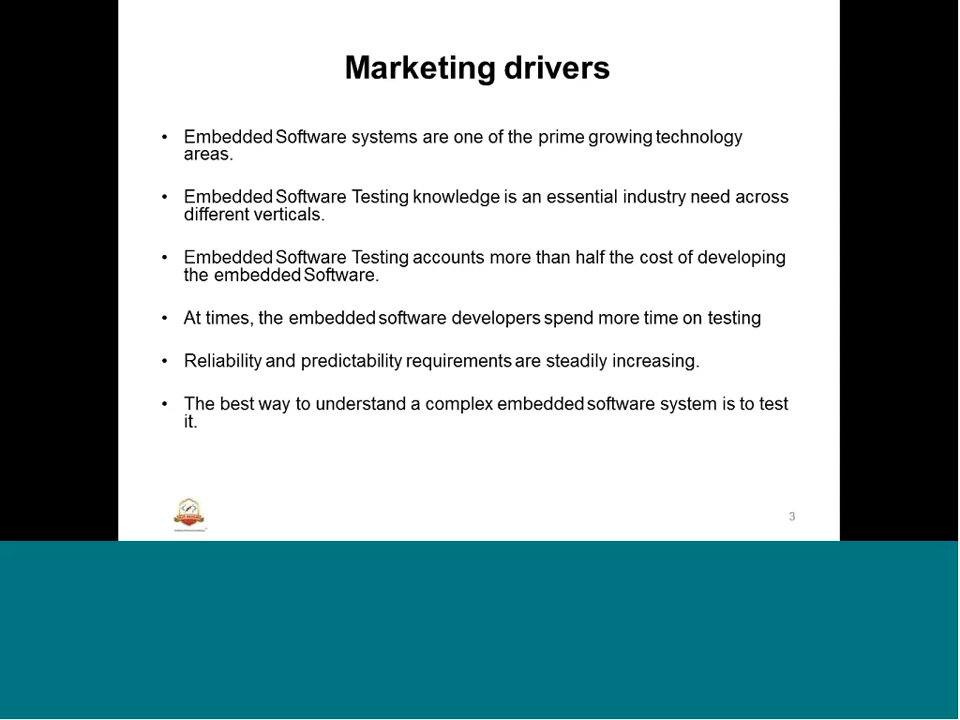 Marketing drivers
• Embedded Software systems are one of the prime growing technology
areas.
• Embedded Software Testing knowledge is an essential industry need across
different verticals.
• Embedded Software Testing accounts more than half the cost of developing
the embedded Software.
• At times, the embedded software developers spend more time on testing
• Reliability and predictability requirements are steadily increasing.
• The best way to understand a complex embedded software system is to test
it.
3